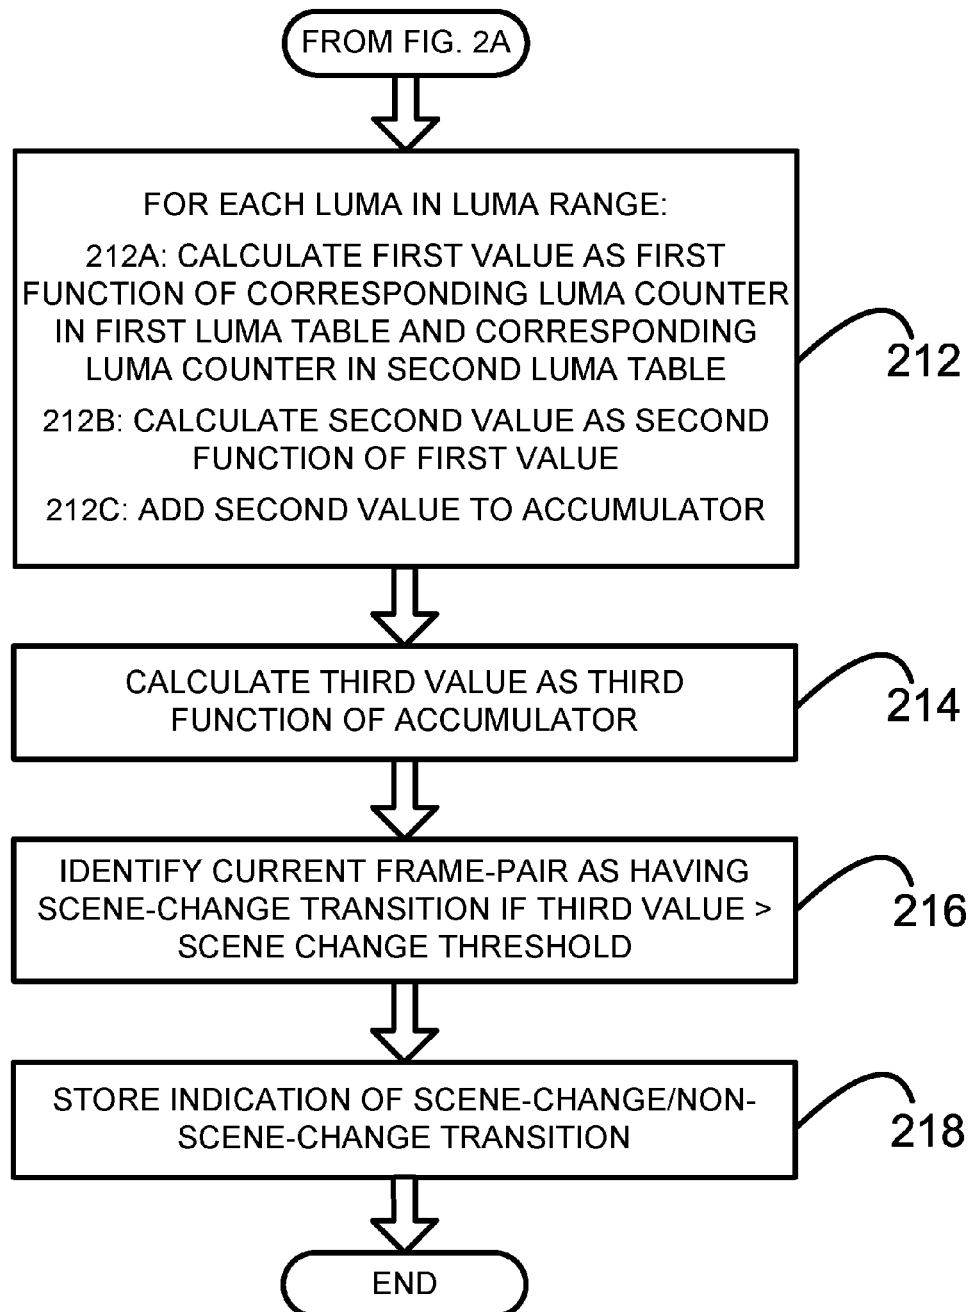 FROM FIG. 2A
FOR EACH LUMA IN LUMA RANGE:
212A: CALCULATE FIRST VALUE AS FIRST
FUNCTION OF CORRESPONDING LUMA COUNTER
IN FIRST LUMA TABLE AND CORRESPONDING
LUMA COUNTER IN SECOND LUMA TABLE
212B: CALCULATE SECOND VALUE AS SECOND
FUNCTION OF FIRST VALUE
212C: ADD SECOND VALUE TO ACCUMULATOR
212
CALCULATE THIRD VALUE AS THIRD
FUNCTION OF ACCUMULATOR
214
IDENTIFY CURRENT FRAME-PAIR AS HAVING
SCENE-CHANGE TRANSITION IF THIRD VALUE >
SCENE CHANGE THRESHOLD
216
STORE INDICATION OF SCENE-CHANGE/NON-
SCENE-CHANGE TRANSITION
218
END